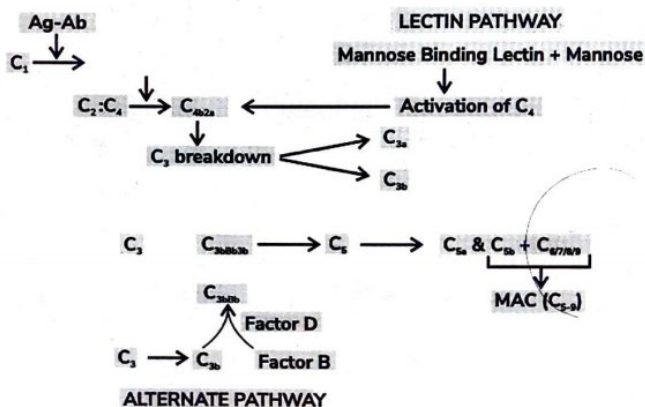 Ag-Ab
LECTIN PATHWAY
C1
Mannose Binding Lectin + Mannose
C2:C4
C4b2a
Activation of C4
C3 breakdown
C3a
C3b
C3
C3bBb3b
C5
C5a & C5b + C6/7/8/9
C3bBb
MAC (C5-9)
Factor D
C3
C3b
Factor B
ALTERNATE PATHWAY